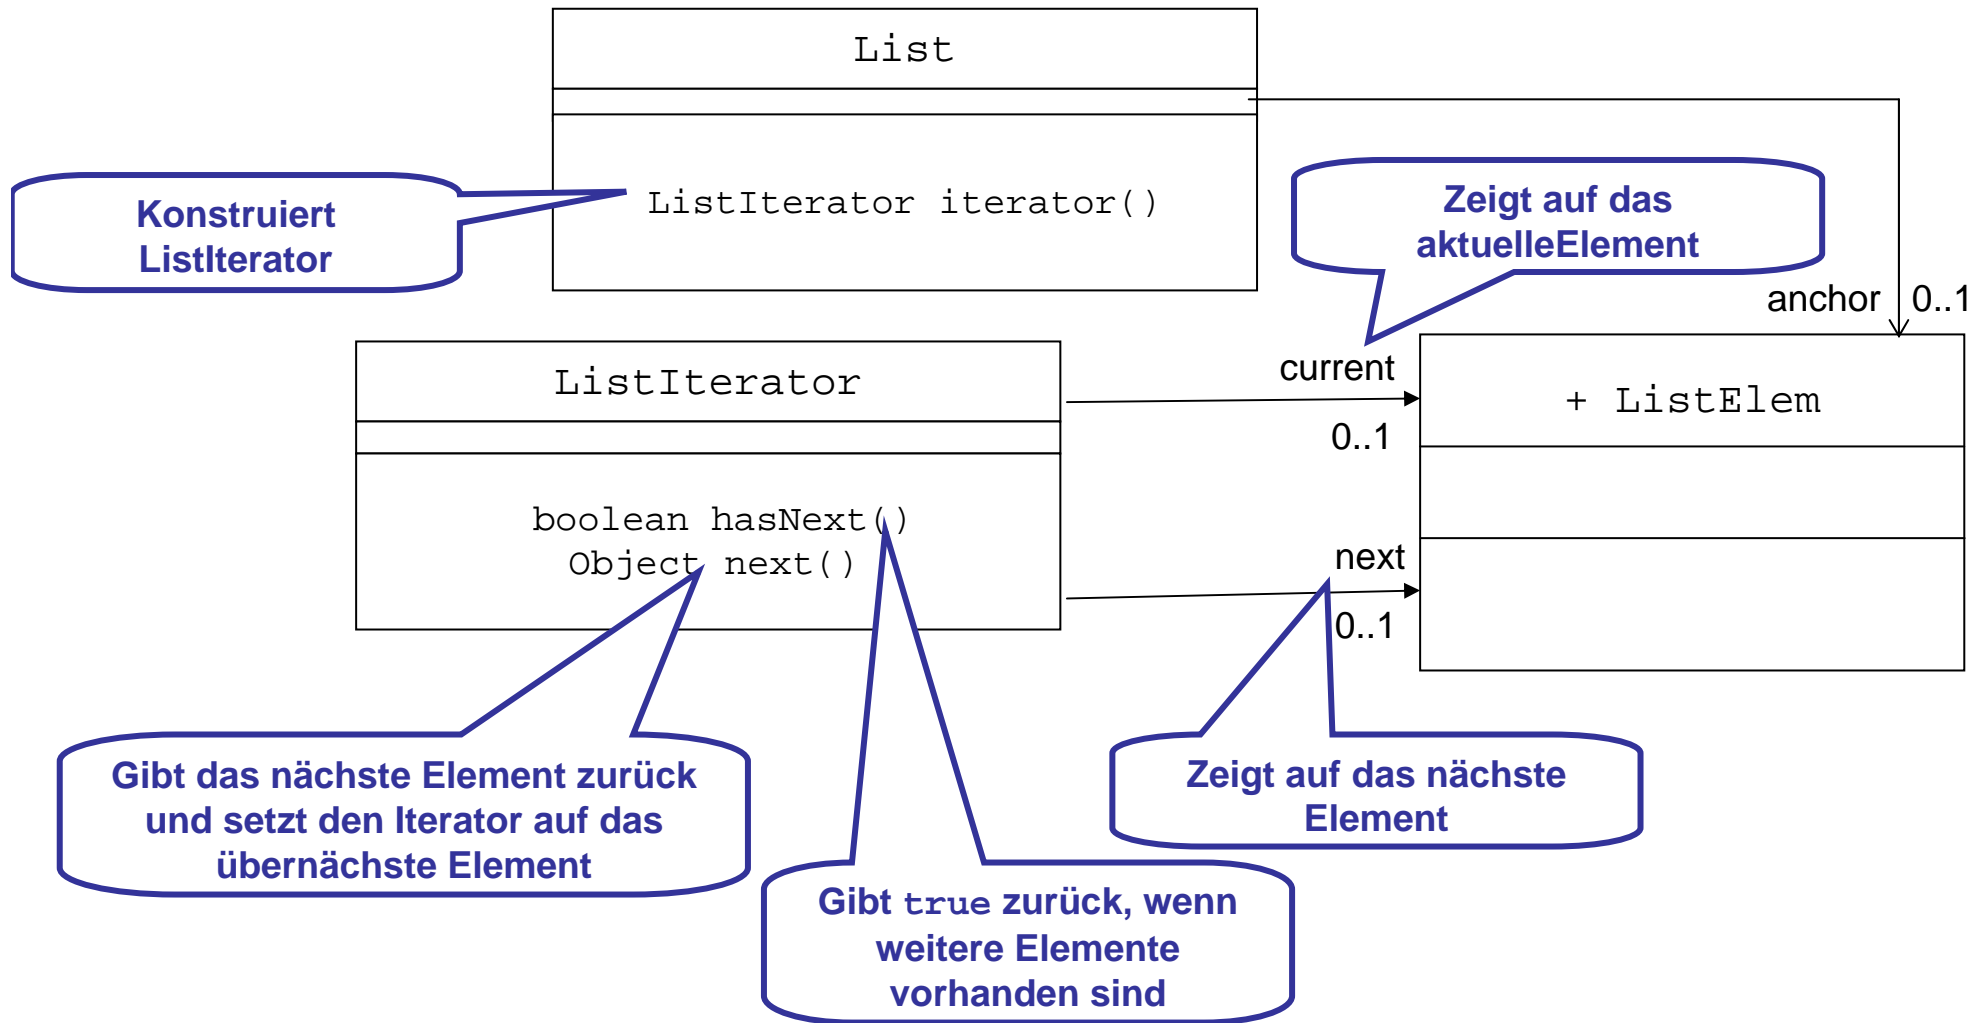 List
ListIterator iterator()
Konstruiert
ListIterator
Zeigt auf das
aktuelleElement
anchor 0..1
ListIterator
current
0..1
+ ListElem
boolean hasNext()
Object next()
next
0..1
Gibt das nächste Element zurück
und setzt den Iterator auf das
übernächste Element
Zeigt auf das nächste
Element
Gibt true zurück, wenn
weitere Elemente
vorhanden sind